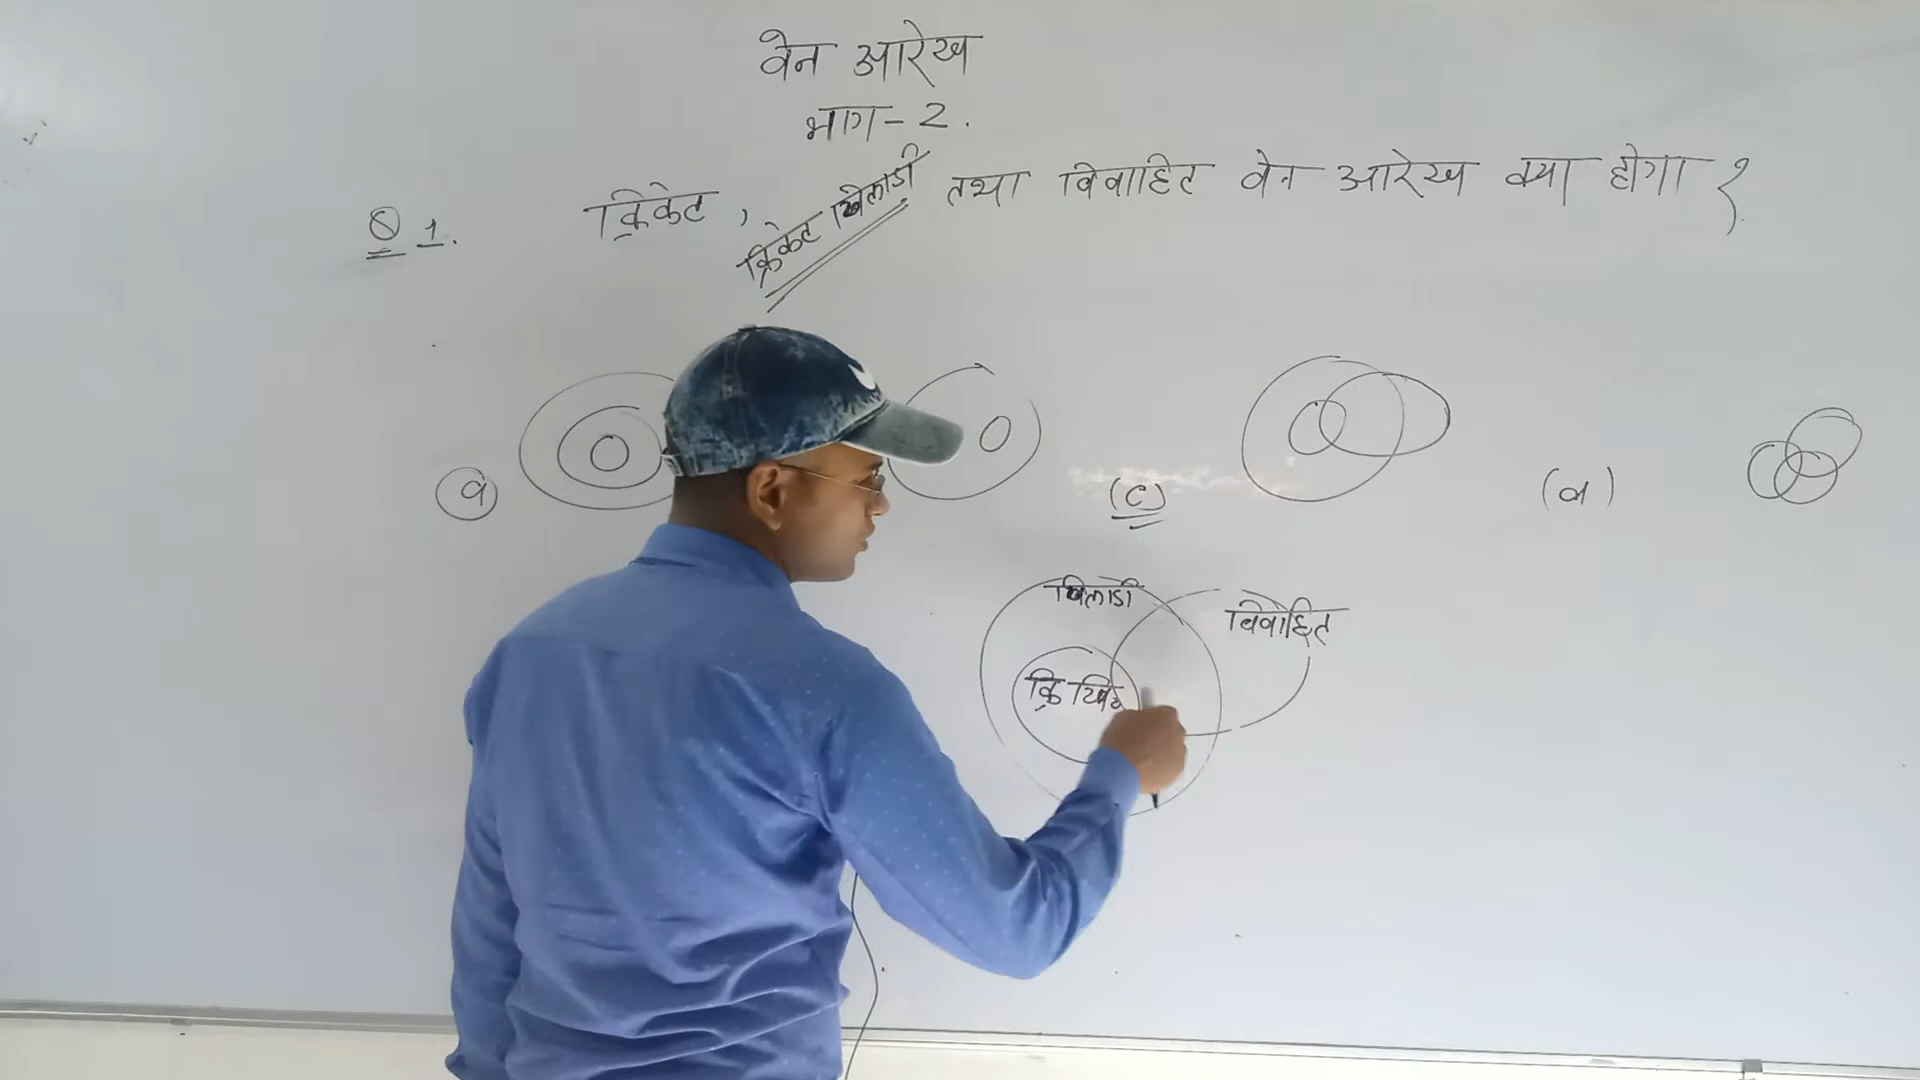 वेन आरेख
भाग - 2.
Q 1. क्रिकेट, क्रिकेट खिलाडी तथा विवाहित वेन आरेख क्या होगा ?
(a) (c) (d)
खिलाडी
विवाहित
क्रि